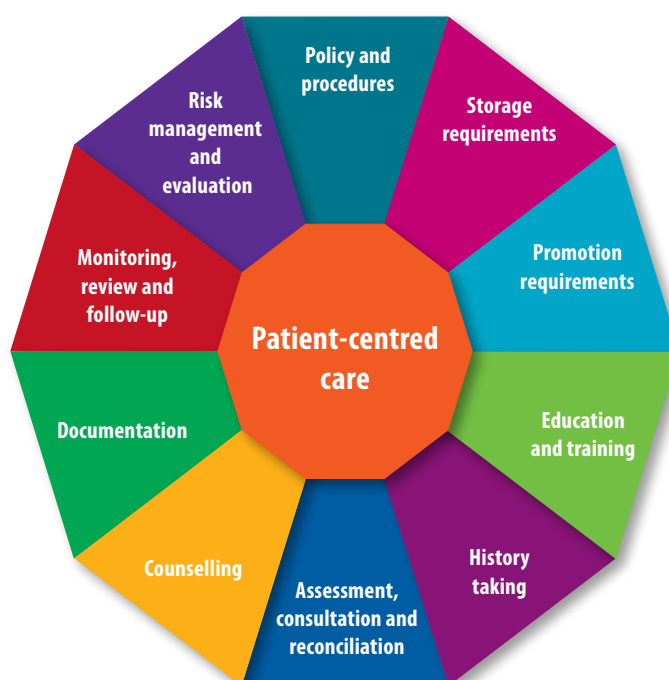 Policy and
procedures
Storage
requirements
Promotion
requirements
Education
and training
History
taking
Assessment,
consultation and
reconciliation
Counselling
Documentation
Monitoring,
review and
follow-up
Risk
management
and
evaluation
Patient-centred
care